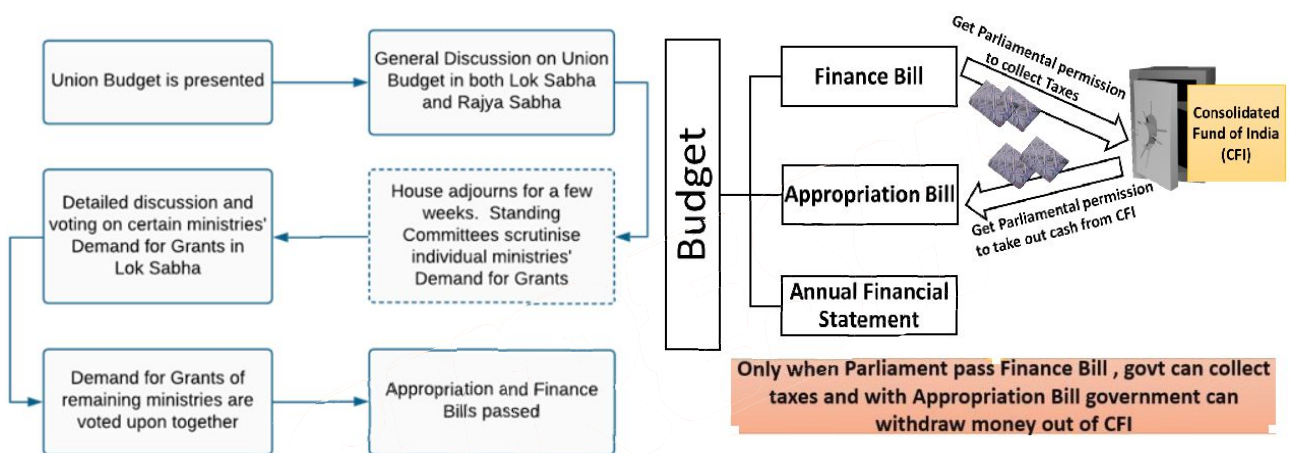 Union Budget is presented
General Discussion on Union
Budget in both Lok Sabha
and Rajya Sabha
House adjourns for a few
weeks. Standing
Committees scrutinise
individual ministries'
Demand for Grants
Detailed discussion and
voting on certain ministries'
Demand for Grants in
Lok Sabha
Demand for Grants of
remaining ministries are
voted upon together
Appropriation and Finance
Bills passed
Budget
Finance Bill
Get Parliamental permission
to collect Taxes
Consolidated
Fund of India
(CFI)
Appropriation Bill
Get Parliamental permission
to take out cash from CFI
Annual Financial
Statement
Only when Parliament pass Finance Bill , govt can collect
taxes and with Appropriation Bill government can
withdraw money out of CFI